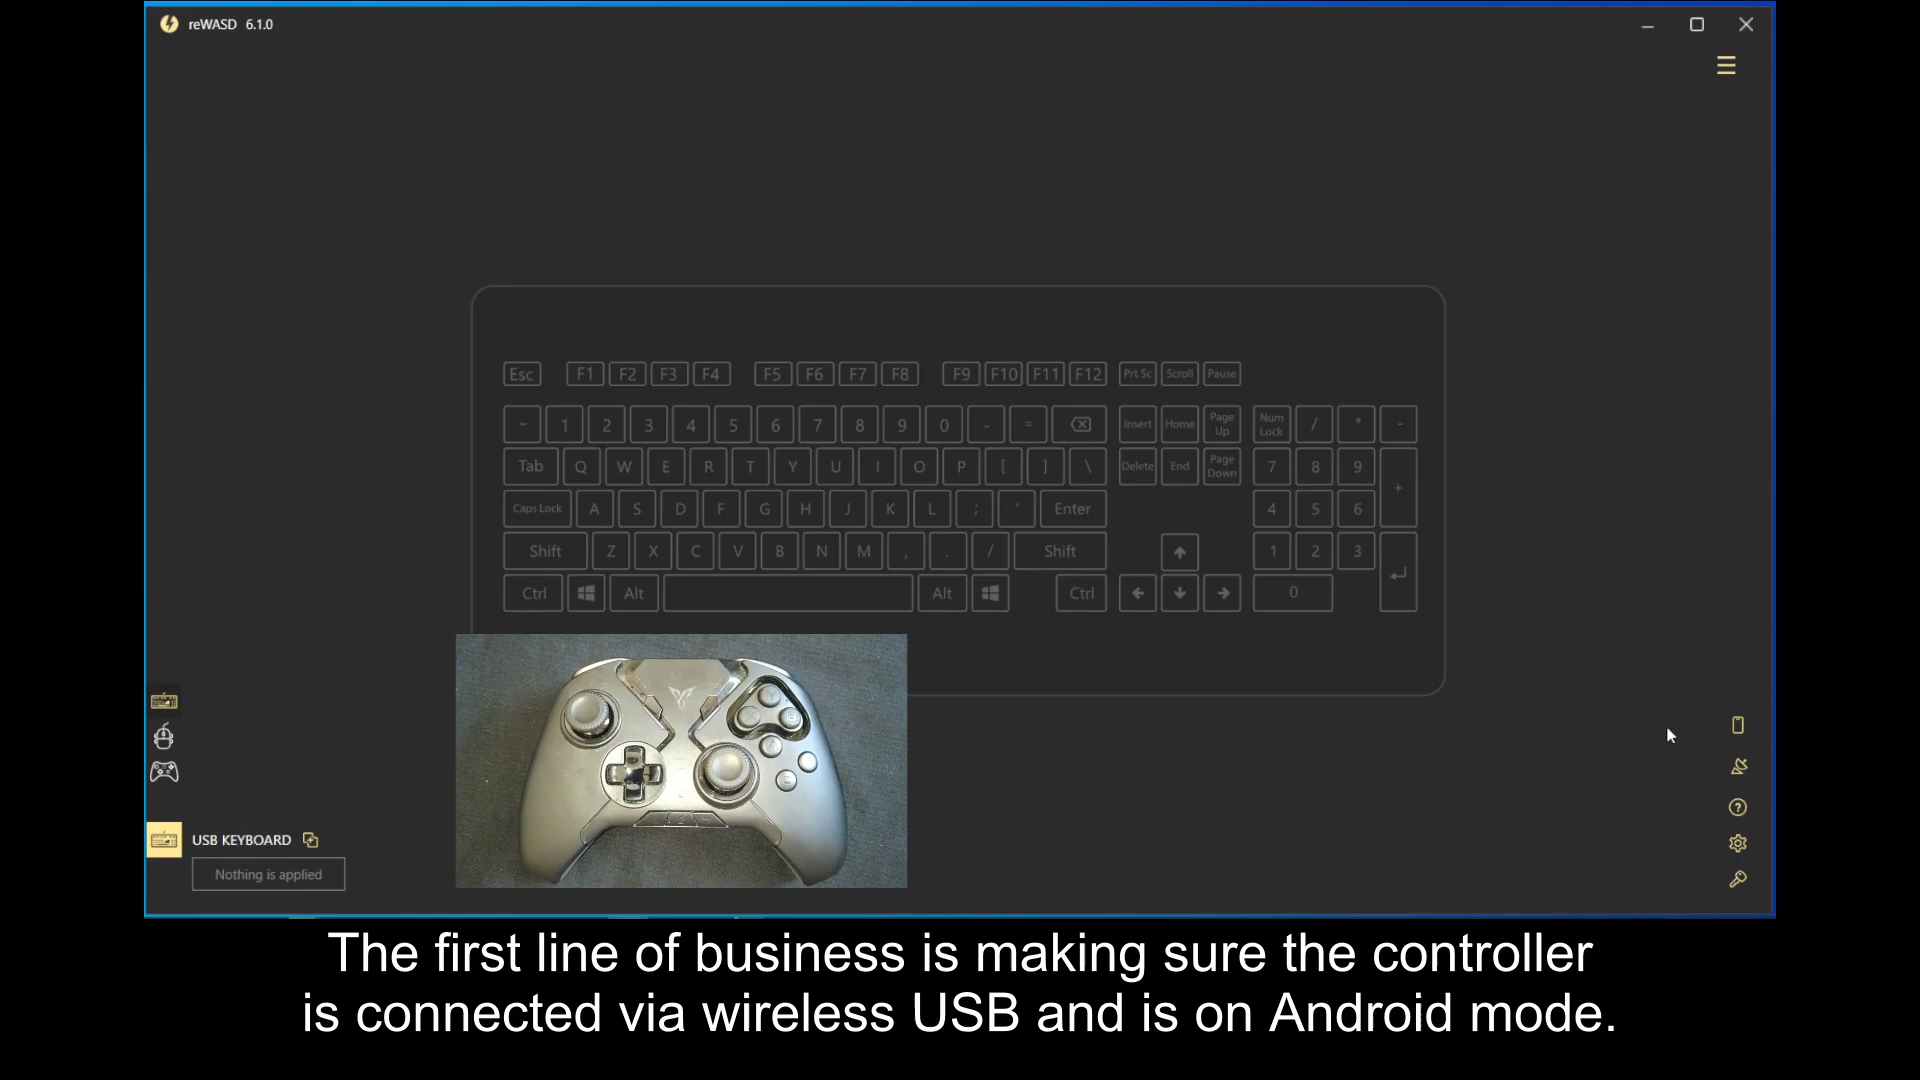 reWASD 6.1.0
Esc F1 F2 F3 F4 F5 F6 F7 F8 F9 F10 F11 F12 Prt Sc Scroll Pause
~ 1 2 3 4 5 6 7 8 9 0 - = Insert Home Page Up Num Lock / * -
Tab Q W E R T Y U I O P [ ] \ Delete End Page Down 7 8 9 +
Caps Lock A S D F G H J K L ; ' Enter 4 5 6
Shift Z X C V B N M , . / Shift 1 2 3
Ctrl Alt Alt Ctrl 0
USB KEYBOARD
Nothing is applied
The first line of business is making sure the controller
is connected via wireless USB and is on Android mode.